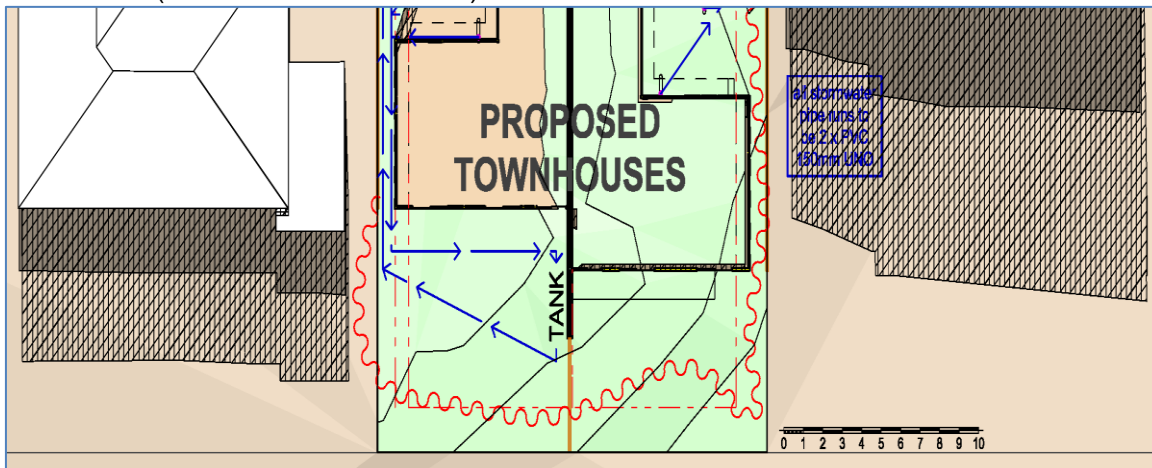 PROPOSED
TOWNHOUSES
all stormwater
pipe runs to
be 2 x PVC
150mm UNO
TANK
0 1 2 3 4 5 6 7 8 9 10